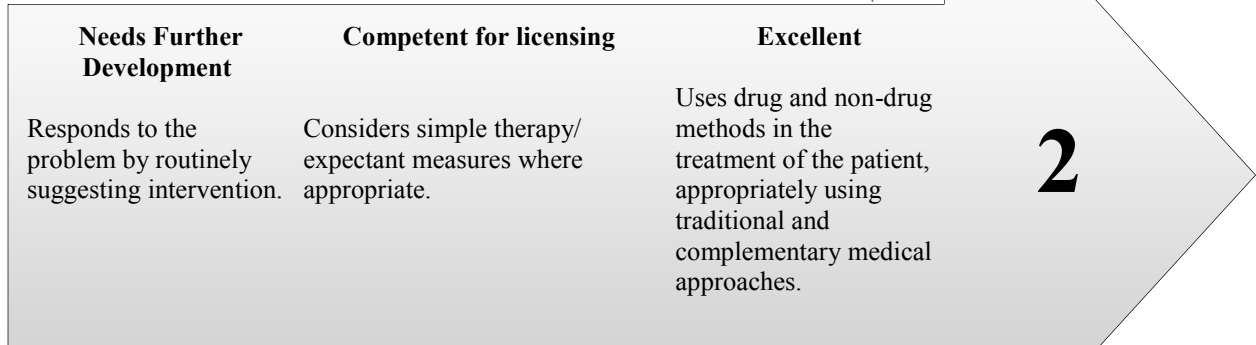 Needs Further
Development
Competent for licensing
Excellent
Responds to the
problem by routinely
suggesting intervention.
Considers simple therapy/
expectant measures where
appropriate.
Uses drug and non-drug
methods in the
treatment of the patient,
appropriately using
traditional and
complementary medical
approaches.
2